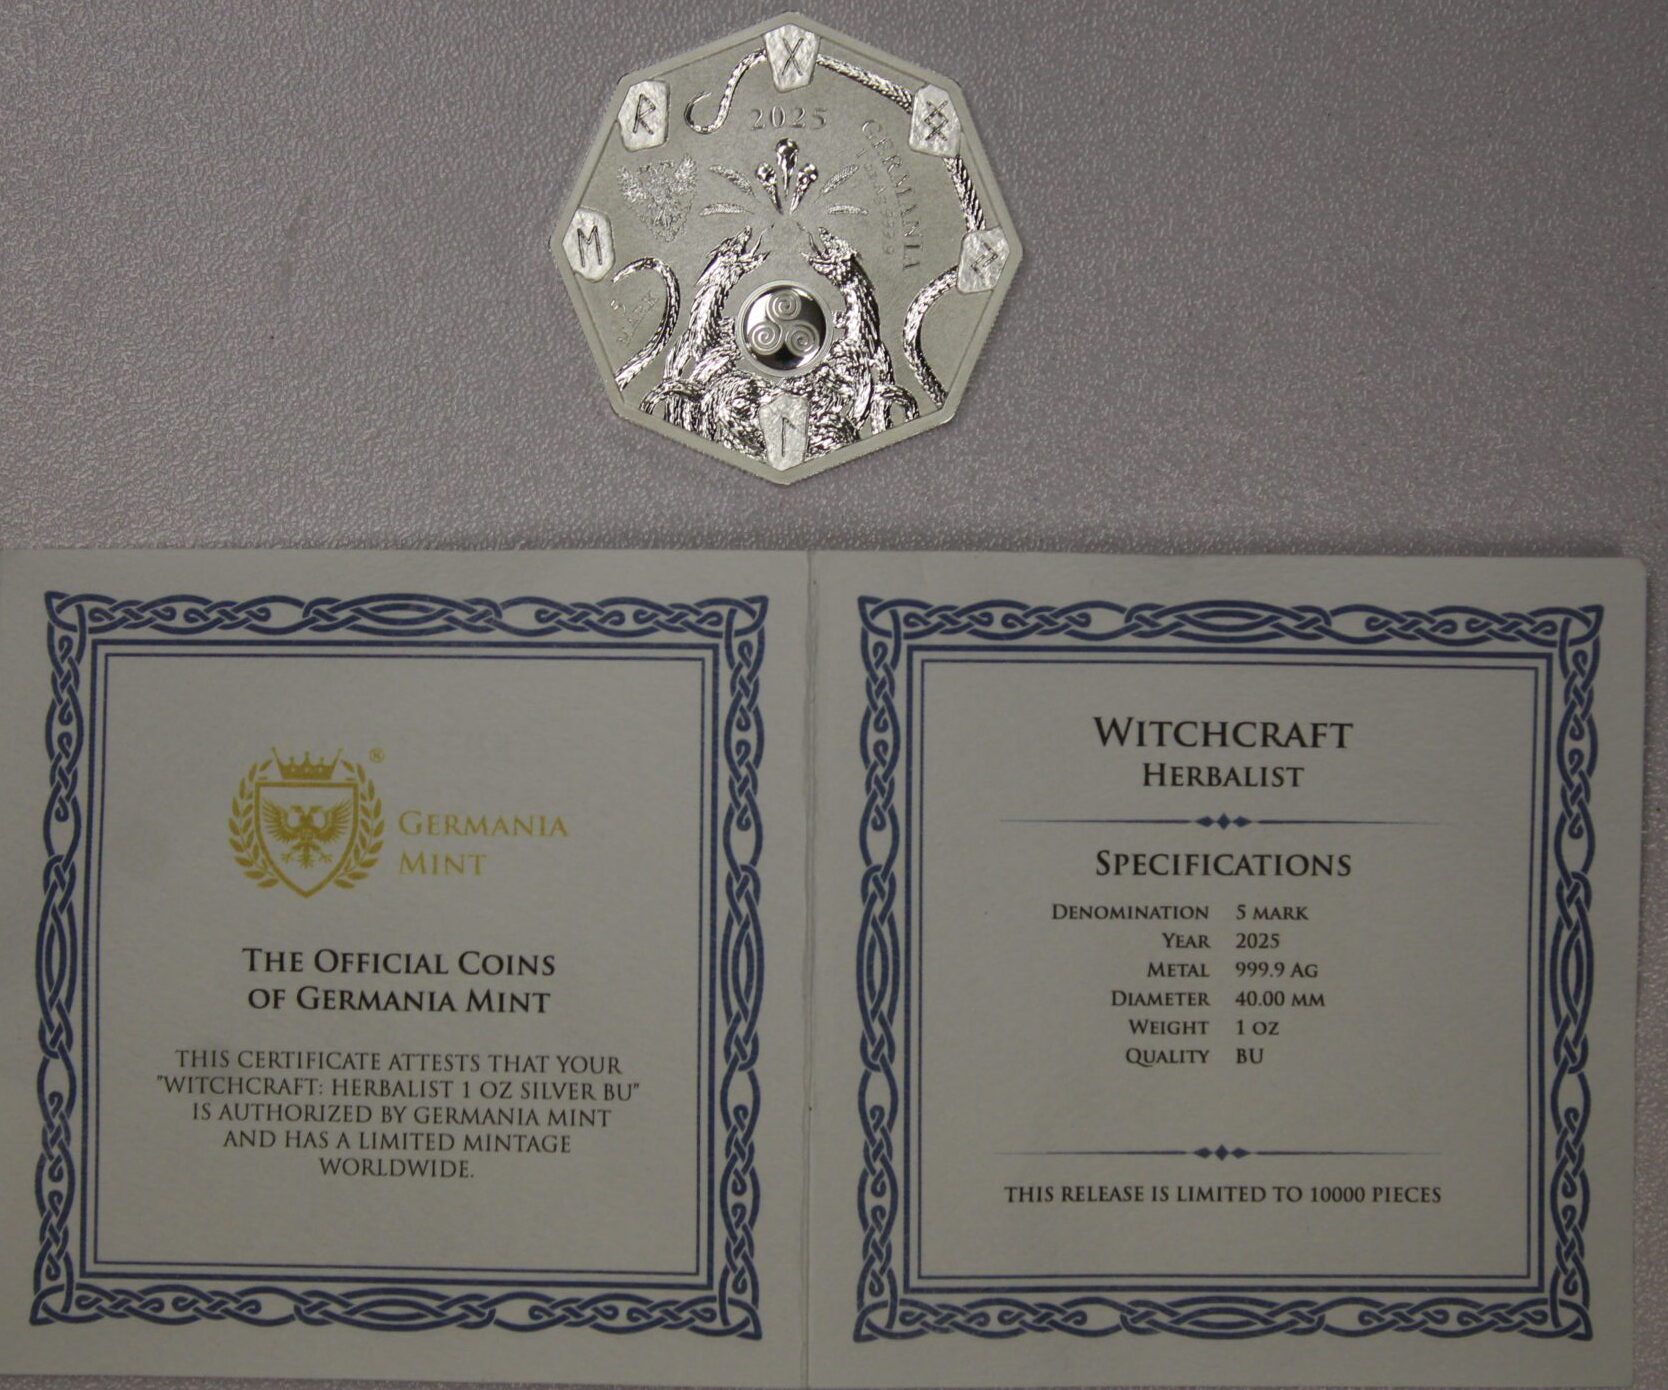 2025
GERMANIA
5 MARK
GERMANIA
MINT
®
THE OFFICIAL COINS
OF GERMANIA MINT
THIS CERTIFICATE ATTESTS THAT YOUR
"WITCHCRAFT: HERBALIST 1 OZ SILVER BU"
IS AUTHORIZED BY GERMANIA MINT
AND HAS A LIMITED MINTAGE
WORLDWIDE.
WITCHCRAFT
HERBALIST
SPECIFICATIONS
DENOMINATION 5 MARK
YEAR 2025
METAL 999.9 AG
DIAMETER 40.00 MM
WEIGHT 1 OZ
QUALITY BU
THIS RELEASE IS LIMITED TO 10000 PIECES